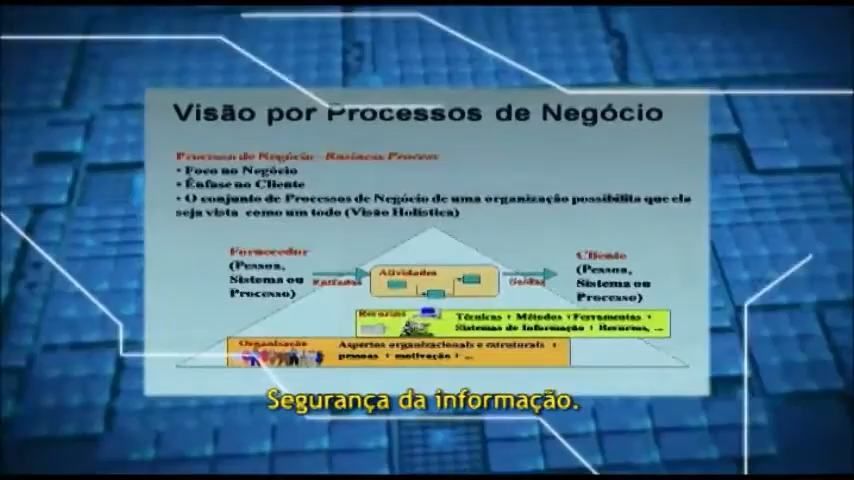 Visão por Processos de Negócio
Processo de Negócio - Business Process
• Foco no Negócio
• Ênfase no Cliente
• O conjunto de Processos de Negócio de uma organização possibilita que ela
seja vista como um todo (Visão Holística)
Fornecedor
(Pessoa,
Sistema ou
Processo)
Entradas
Atividades
Saídas
Cliente
(Pessoa,
Sistema ou
Processo)
Recursos
Técnicas + Métodos + Ferramentas +
Sistemas de Informação + Recursos, ...
Organização
Aspectos organizacionais e estruturais +
pessoas + motivação + ...
Segurança da informação.